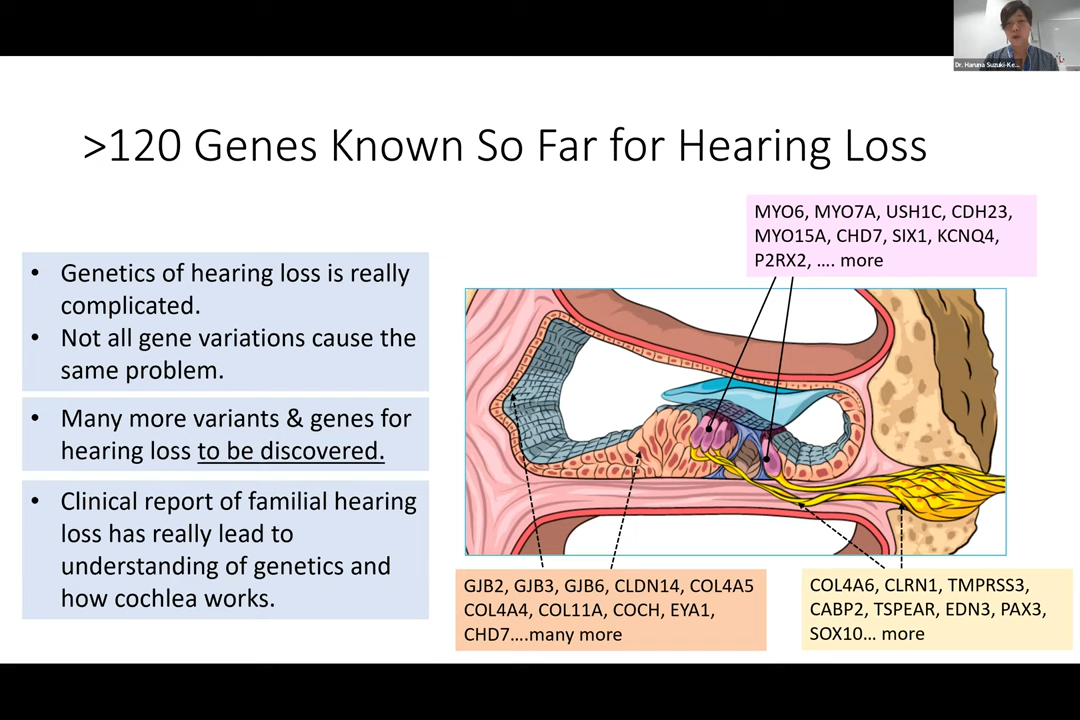 Dr. Haruna Suzuki-Ke...
>120 Genes Known So Far for Hearing Loss
MYO6, MYO7A, USH1C, CDH23,
MYO15A, CHD7, SIX1, KCNQ4,
P2RX2, .... more
• Genetics of hearing loss is really
complicated.
• Not all gene variations cause the
same problem.
• Many more variants & genes for
hearing loss to be discovered.
• Clinical report of familial hearing
loss has really lead to
understanding of genetics and
how cochlea works.
GJB2, GJB3, GJB6, CLDN14, COL4A5
COL4A4, COL11A, COCH, EYA1,
CHD7....many more
COL4A6, CLRN1, TMPRSS3,
CABP2, TSPEAR, EDN3, PAX3,
SOX10... more